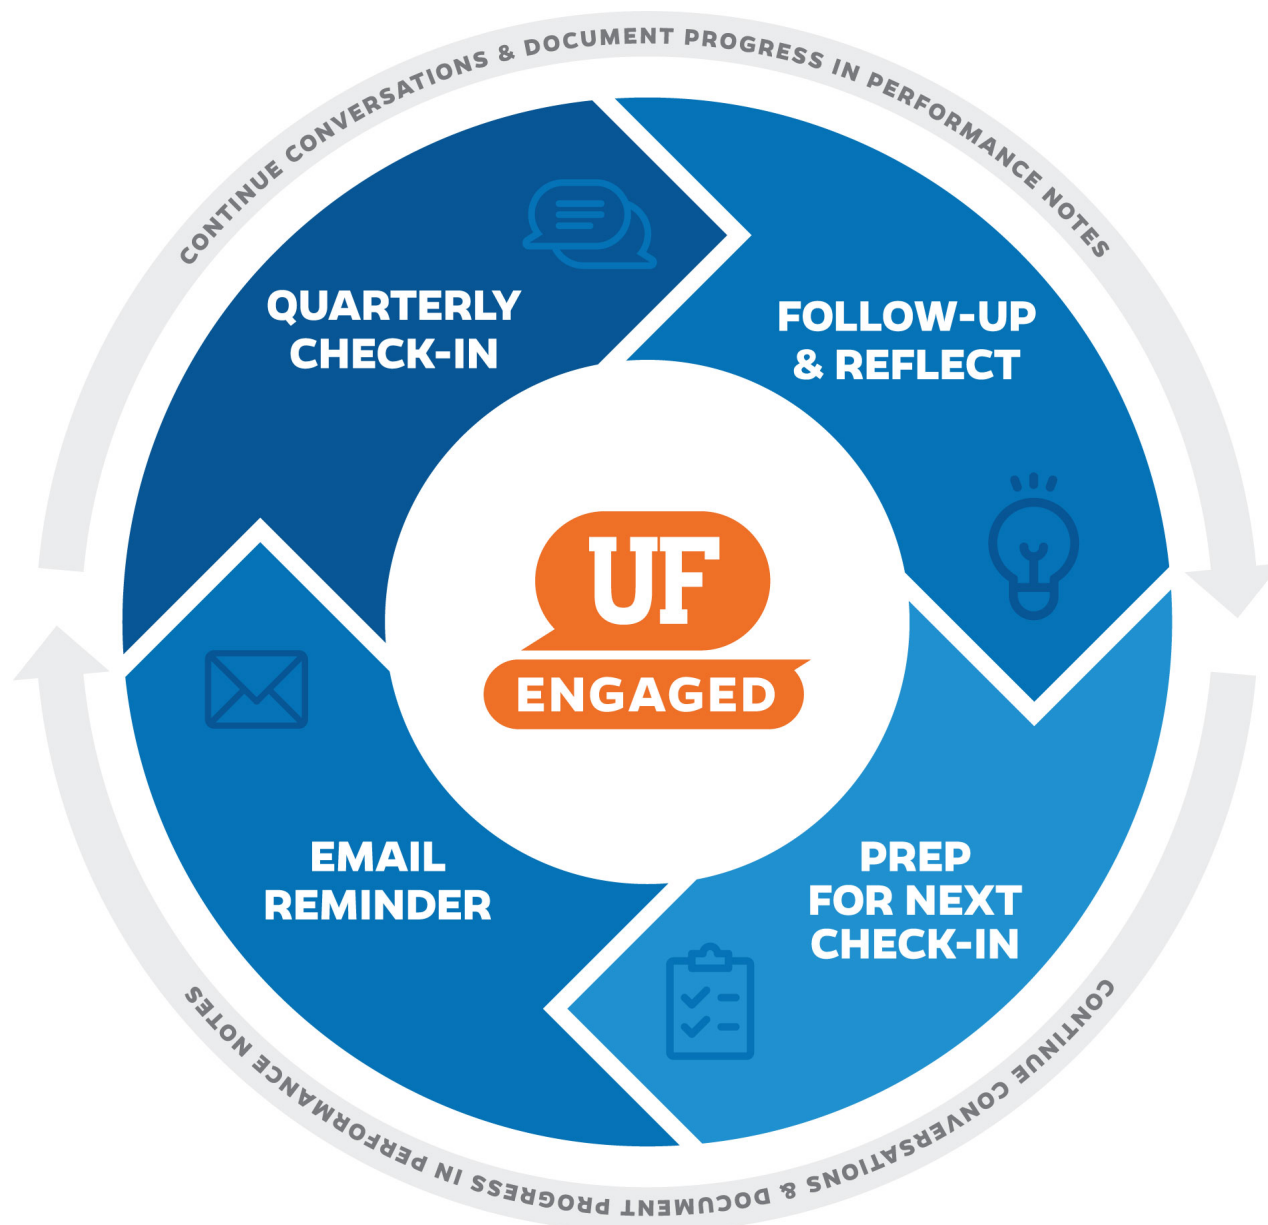 CONTINUE CONVERSATIONS & DOCUMENT PROGRESS IN PERFORMANCE NOTES
QUARTERLY
CHECK-IN
FOLLOW-UP
& REFLECT
UF
ENGAGED
EMAIL
REMINDER
PREP
FOR NEXT
CHECK-IN
CONTINUE CONVERSATIONS & DOCUMENT PROGRESS IN PERFORMANCE NOTES